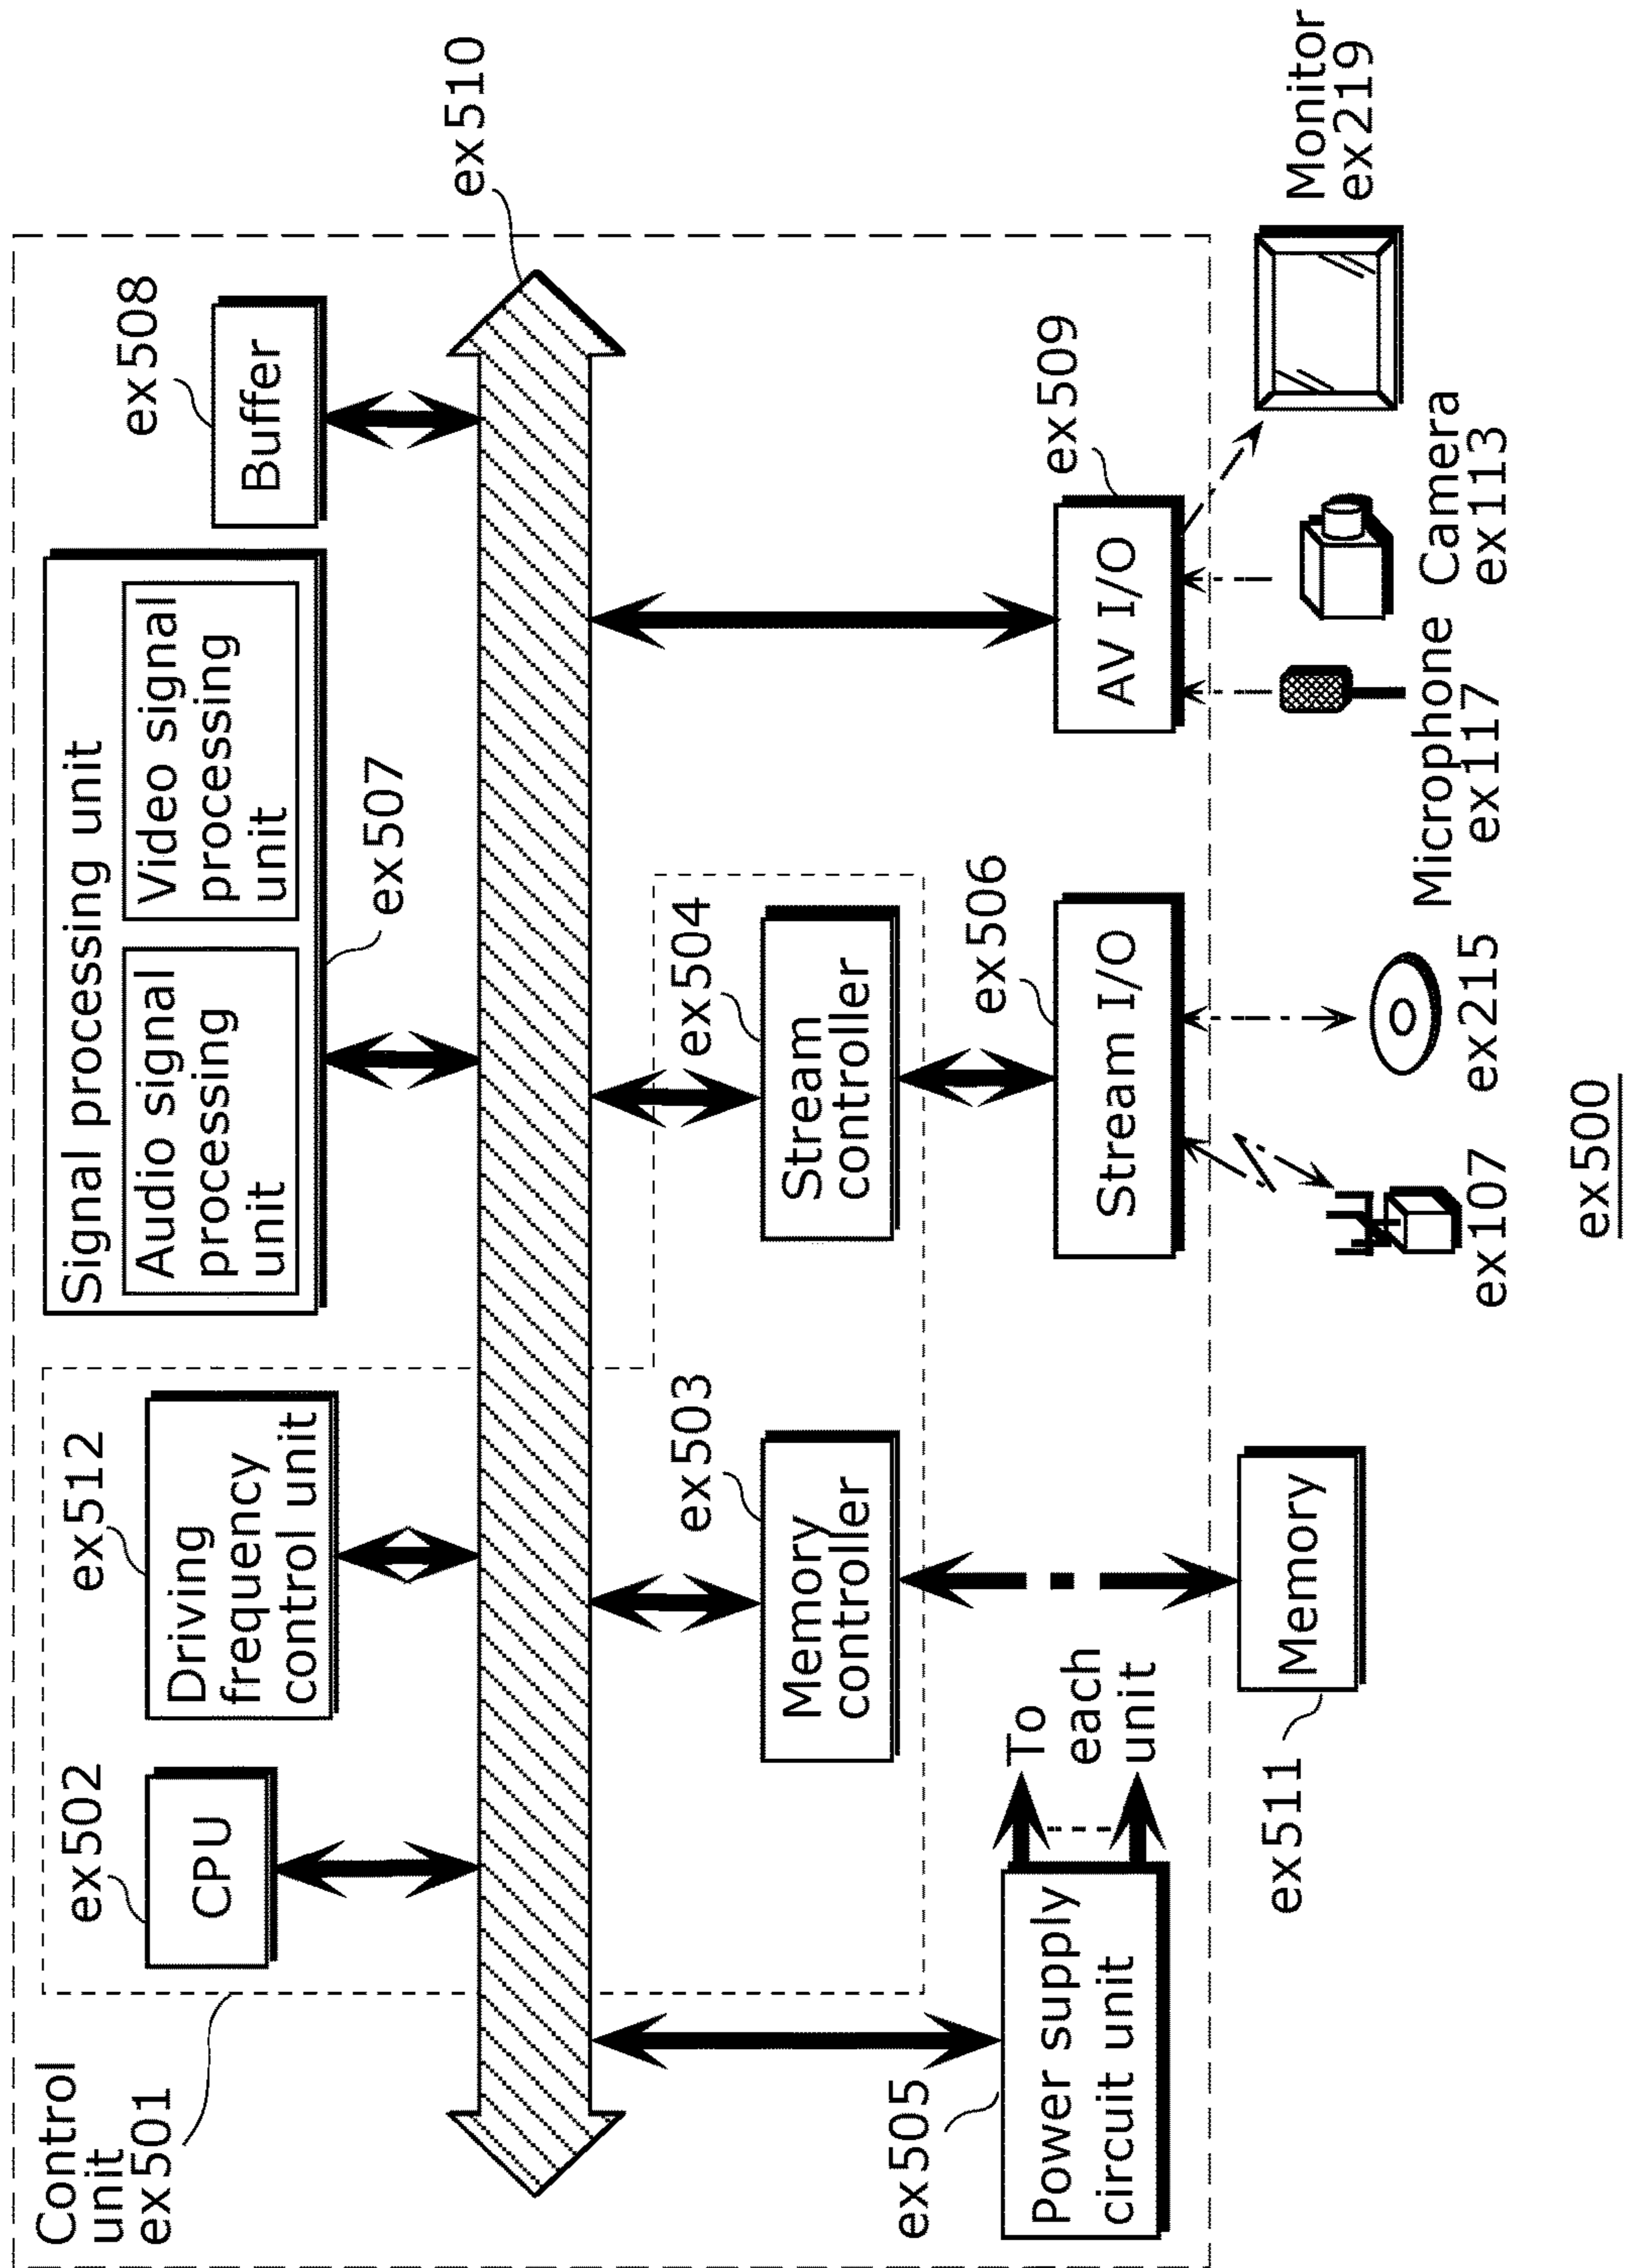 Control
unit
ex501
ex502
CPU
ex512
Driving
frequency
control unit
Signal processing unit
Audio signal
processing
unit
Video signal
processing
unit
ex507
ex508
Buffer
ex510
ex503
Memory
controller
ex504
Stream
controller
ex505
Power supply
circuit unit
To
each
unit
ex506
Stream I/O
ex509
AV I/O
ex511
Memory
ex107
ex215
Microphone
ex117
Camera
ex113
Monitor
ex219
ex500